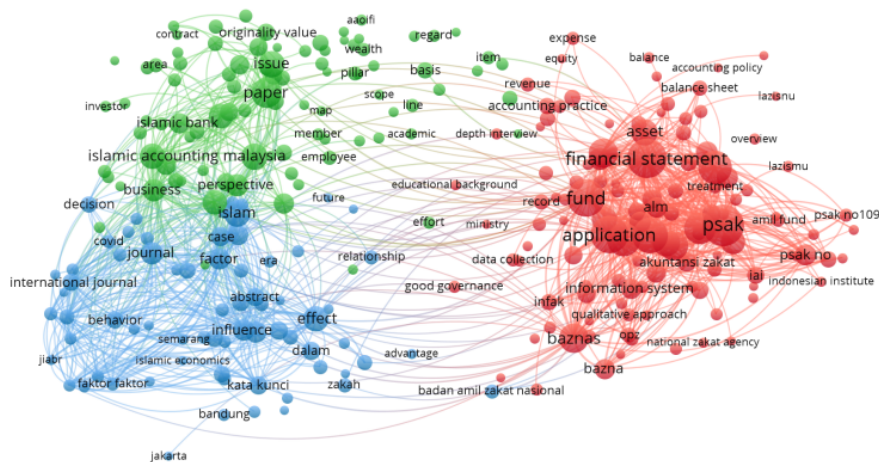 aaoifi
contract
originality value
regard
expense
wealth
area
issue
item
equity
balance
pillar
basis
accounting policy
revenue
balance sheet
paper
scope
investor
map
line
accounting practice
lazisnu
islamic bank
member
academic
depth interview
asset
overview
islamic accounting malaysia
employee
financial statement
lazismu
business
perspective
educational background
treatment
decision
future
record
fund
islam
alm
effort
ministry
amil fund
psak no109
covid
case
application
psak
journal
factor
era
relationship
data collection
akuntansi zakat
psak no
iai
international journal
good governance
information system
indonesian institute
abstract
infak
behavior
effect
qualitative approach
influence
semarang
baznas
opz
national zakat agency
dalam
advantage
jiabr
islamic economics
bazna
faktor faktor
kata kunci
zakah
badan amil zakat nasional
bandung
jakarta